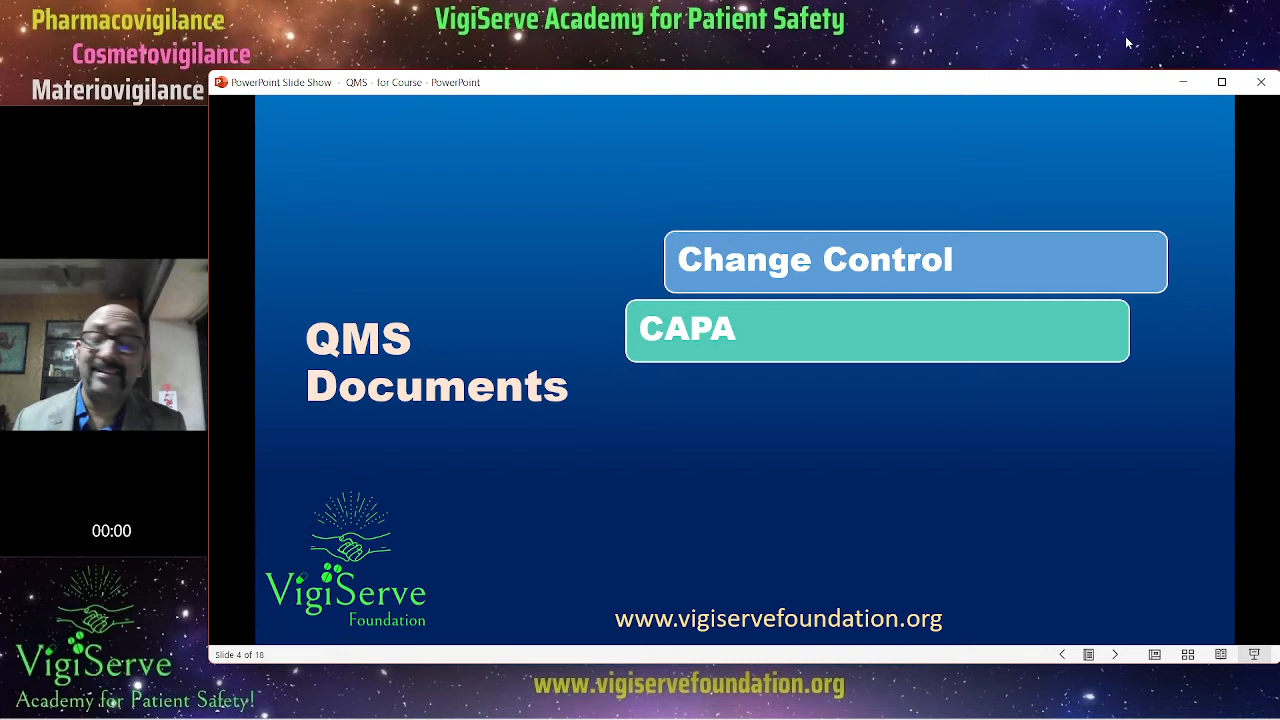 Pharmacovigilance
Cosmetovigilance
Materiovigilance
VigiServe Academy for Patient Safety
PowerPoint Slide Show - QMS - for Course - PowerPoint
Change Control
CAPA
QMS
Documents
VigiServe
Foundation
www.vigiservefoundation.org
00:00
Slide 4 of 18
VigiServe
Academy for Patient Safety!
www.vigiservefoundation.org